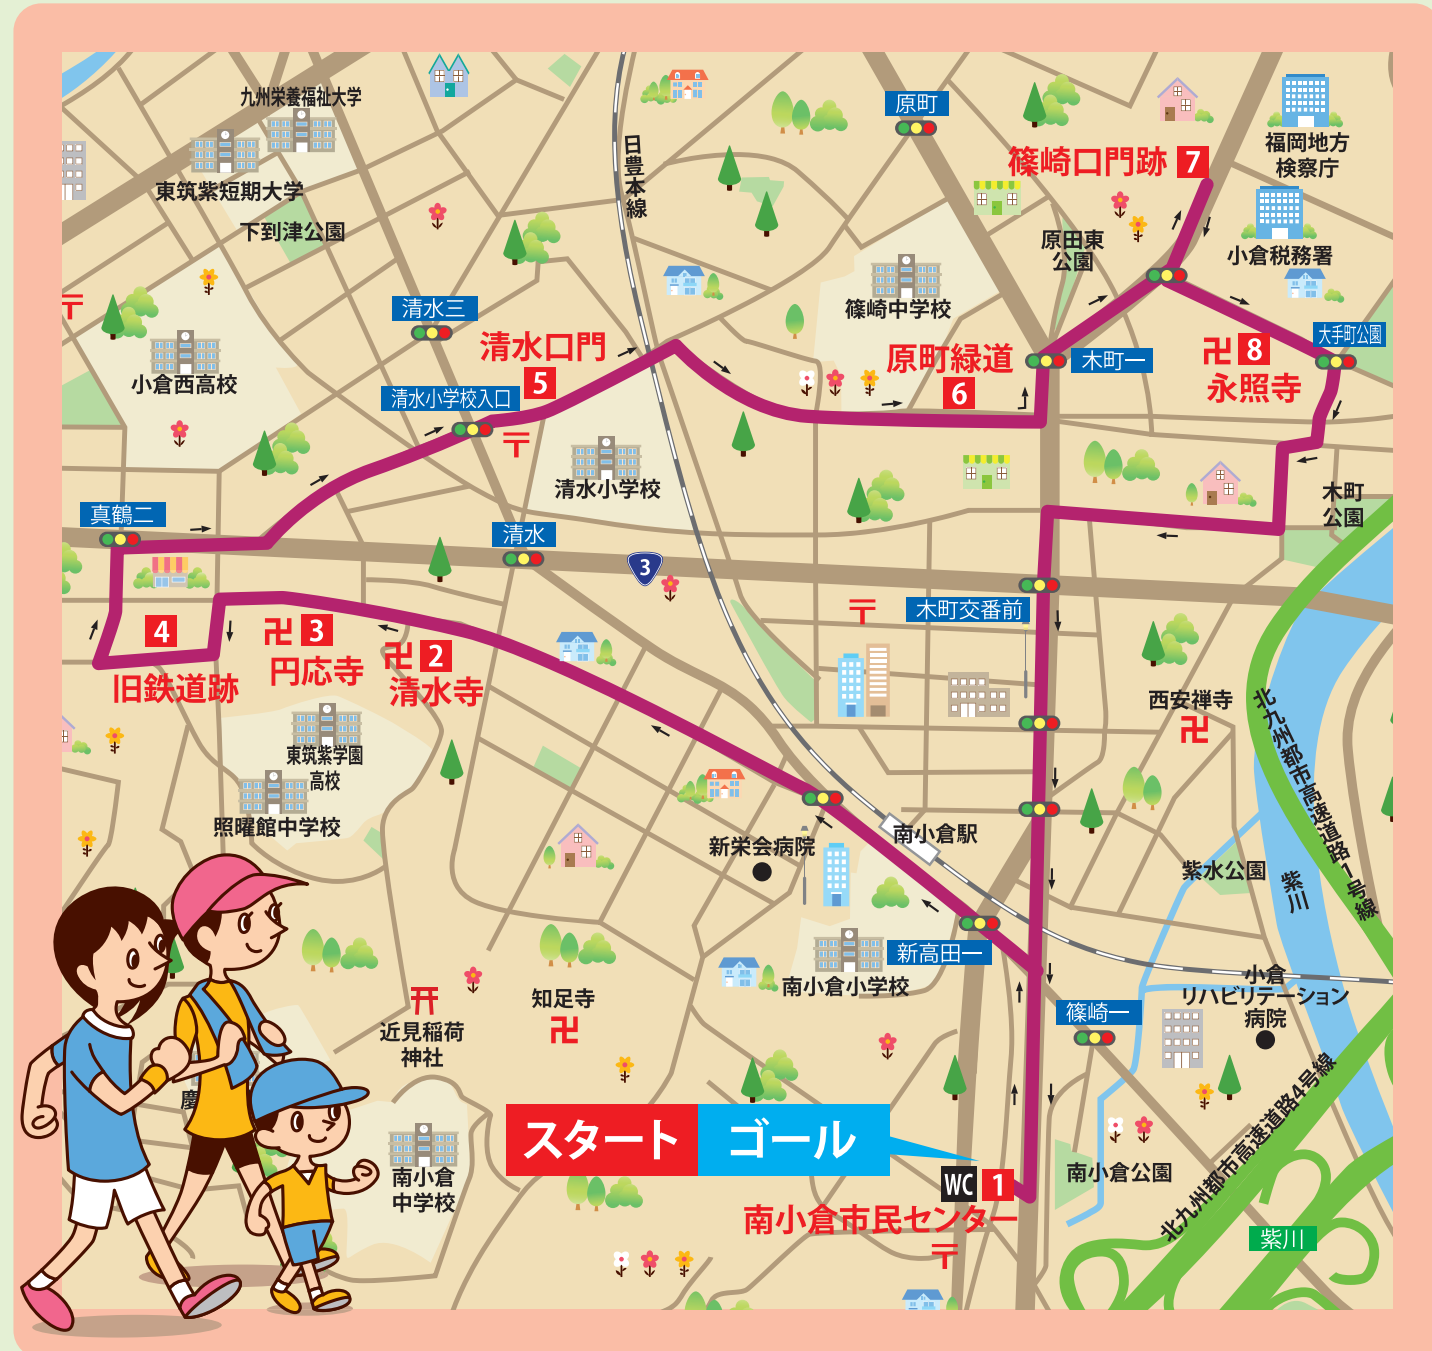 九州栄養福祉大学
東筑紫短期大学
下到津公園
日豊本線
原町
篠崎口門跡 7
福岡地方
検察庁
小倉税務署
原田東
公園
篠崎中学校
〒
清水三
清水口門
5
小倉西高校
清水小学校入口
〒
原町緑道
6
木町一
卍 8
永照寺
大手町公園
清水小学校
真鶴二
清水
3
木町
公園
〒
木町交番前
4
旧鉄道跡
卍 3
円応寺
卍 2
清水寺
西安禅寺
卍
北九州都市高速道路1号線
東筑紫学園
高校
照曜館中学校
新栄会病院
南小倉駅
紫水公園
紫川
新高田一
南小倉小学校
近見稲荷
神社
知足寺
卍
篠崎一
小倉
リハビリテーション
病院
慶
北九州都市高速道路4号線
スタート ゴール
南小倉
中学校
WC 1
南小倉市民センター
〒
南小倉公園
紫川